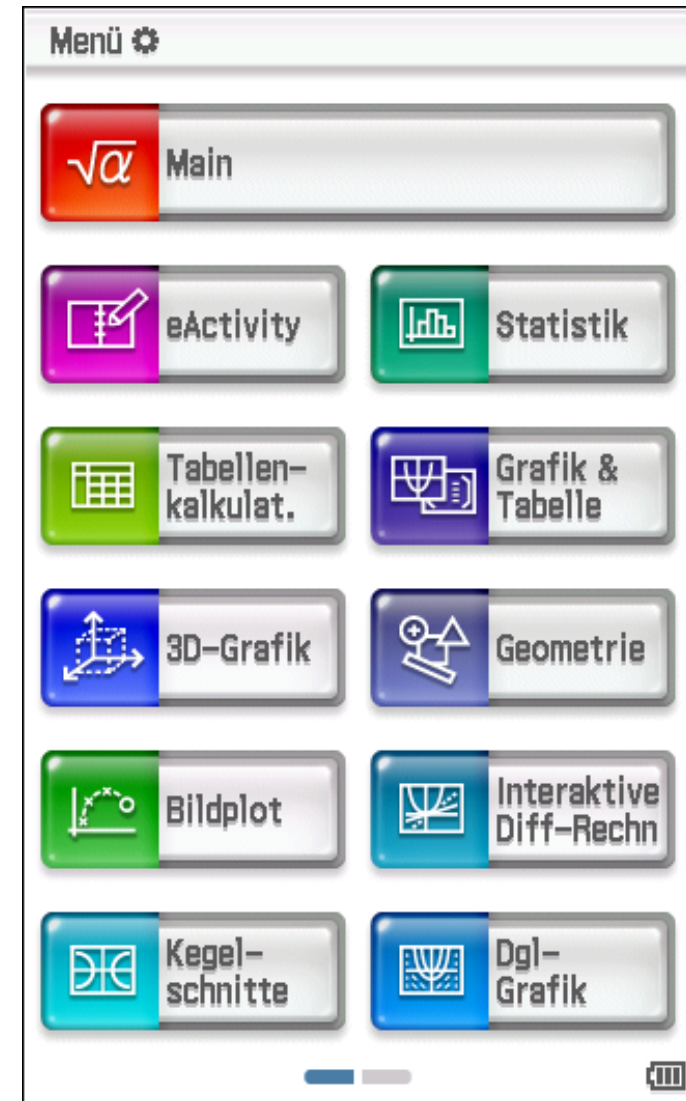 Menü
√α Main
eActivity
Statistik
Tabellen-
kalkulat.
Grafik &
Tabelle
3D-Grafik
Geometrie
Bildplot
Interaktive
Diff-Rechn
Kegel-
schnitte
Dgl-
Grafik